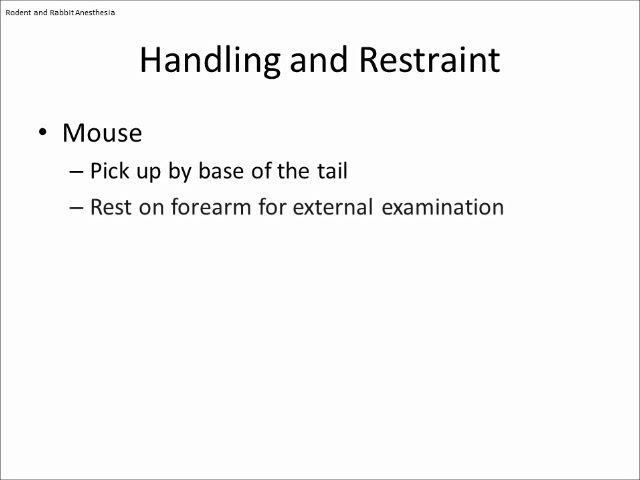 Rodent and Rabbit Anesthesia
Handling and Restraint
• Mouse
– Pick up by base of the tail
– Rest on forearm for external examination